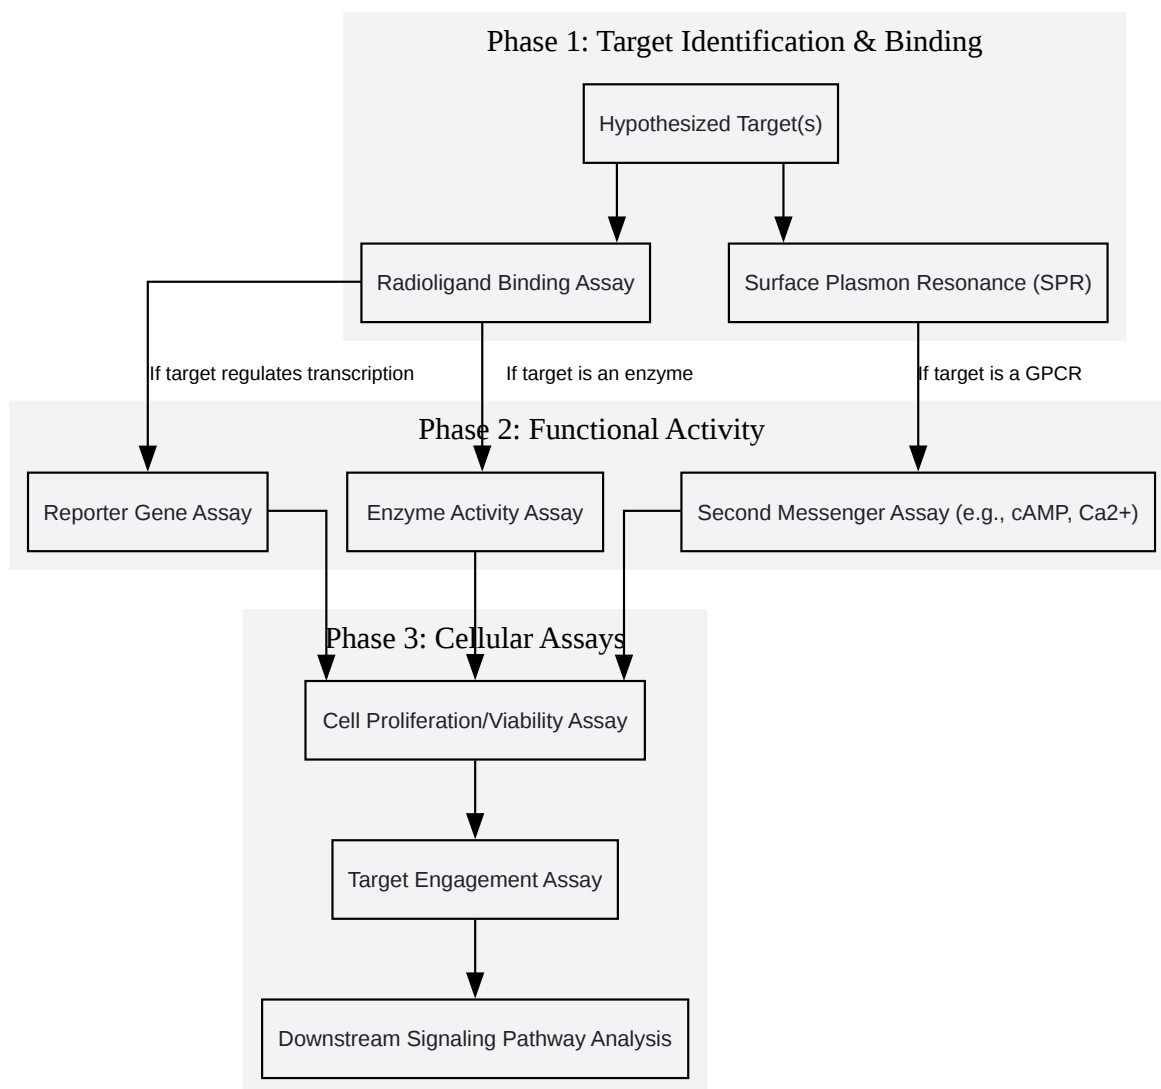 Phase 1: Target Identification & Binding
Hypothesized Target(s)
Radioligand Binding Assay
Surface Plasmon Resonance (SPR)
If target regulates transcription
If target is an enzyme
If target is a GPCR
Phase 2: Functional Activity
Reporter Gene Assay
Enzyme Activity Assay
Second Messenger Assay (e.g., cAMP, Ca2+)
Phase 3: Cellular Assays
Cell Proliferation/Viability Assay
Target Engagement Assay
Downstream Signaling Pathway Analysis